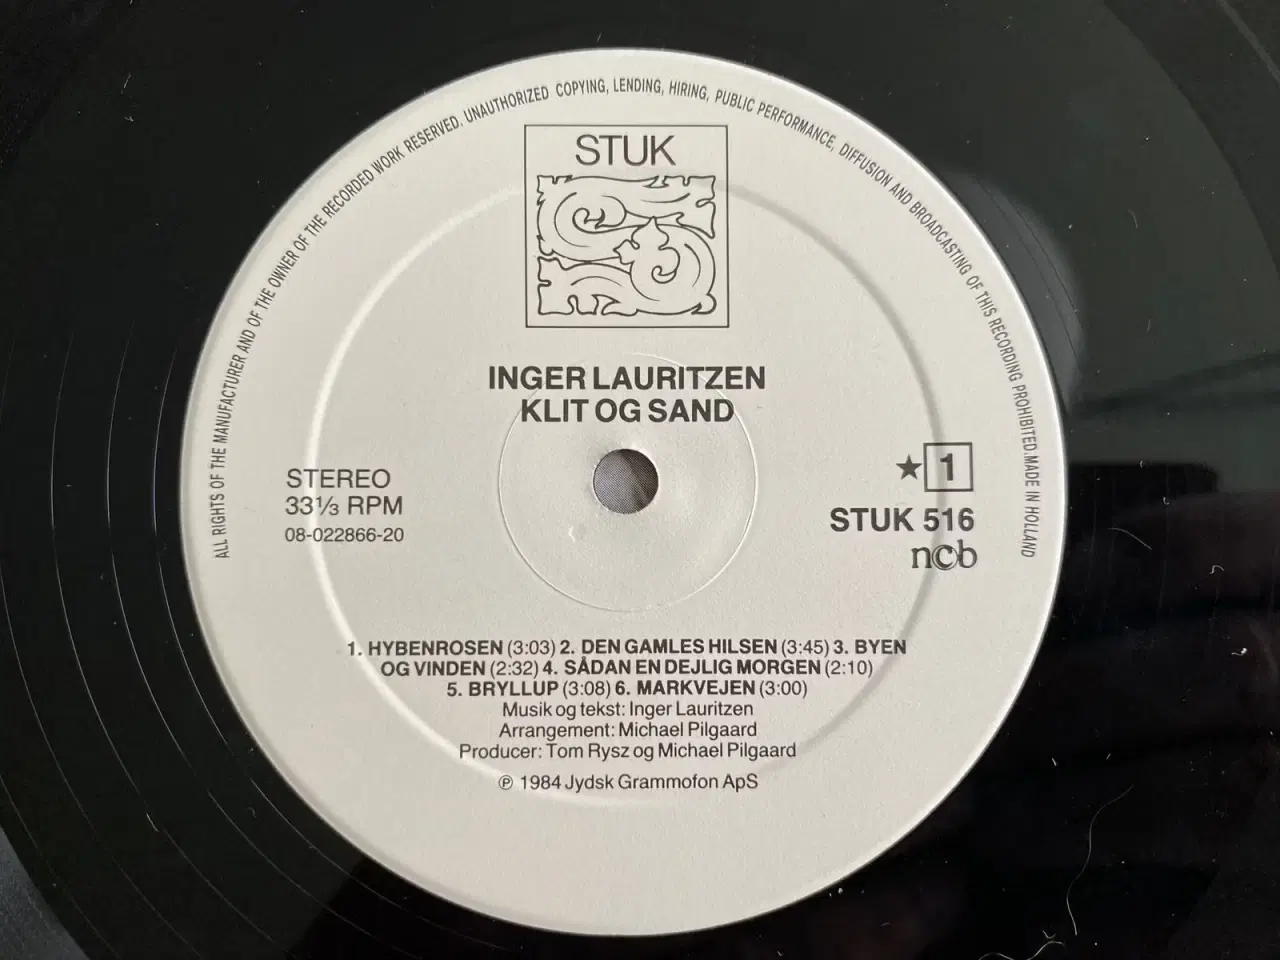 ALL RIGHTS OF THE MANUFACTURER AND OF THE OWNER OF THE RECORDED WORK RESERVED. UNAUTHORIZED COPYING, LENDING, HIRING, PUBLIC PERFORMANCE, DIFFUSION AND BROADCASTING OF THIS RECORDING PROHIBITED.MADE IN HOLLAND
STUK
INGER LAURITZEN
KLIT OG SAND
STEREO
33⅓ RPM
08-022866-20
★ 1
STUK 516
ncb
1. HYBENROSEN (3:03) 2. DEN GAMLES HILSEN (3:45) 3. BYEN
OG VINDEN (2:32) 4. SÅDAN EN DEJLIG MORGEN (2:10)
5. BRYLLUP (3:08) 6. MARKVEJEN (3:00)
Musik og tekst: Inger Lauritzen
Arrangement: Michael Pilgaard
Producer: Tom Rysz og Michael Pilgaard
℗ 1984 Jydsk Grammofon ApS